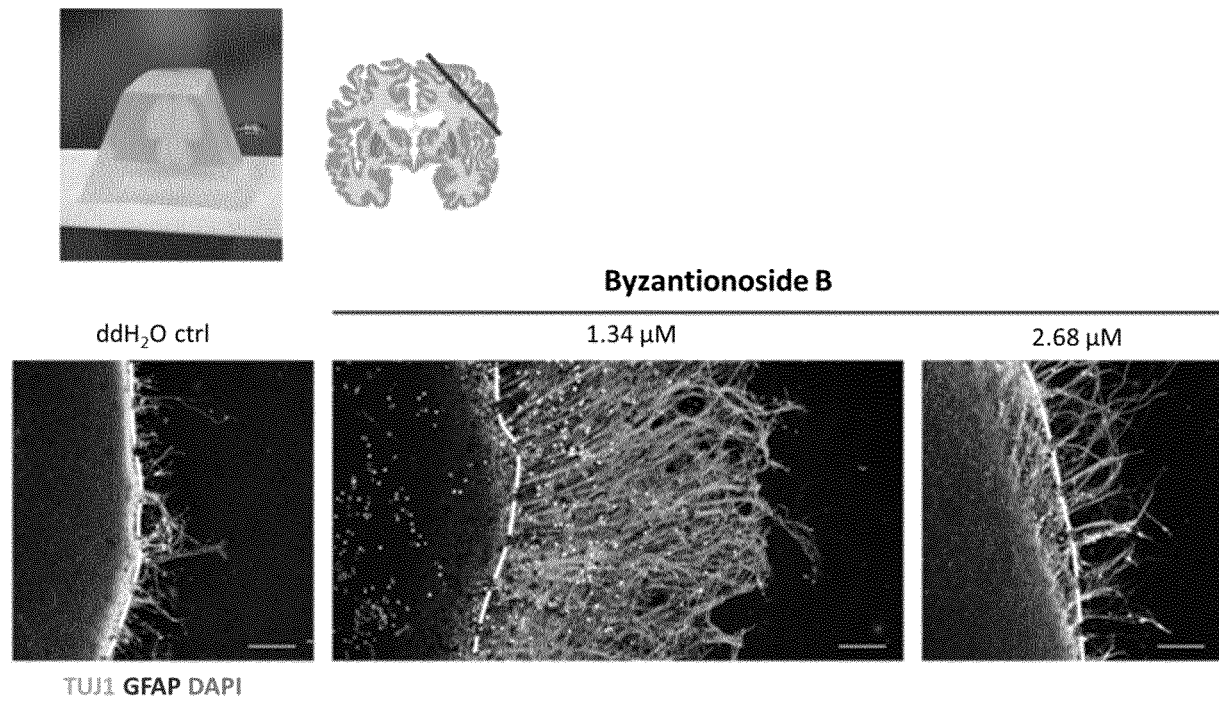 Byzantionoside B
ddH₂O ctrl
1.34 µM
2.68 µM
TUJ1 GFAP DAPI